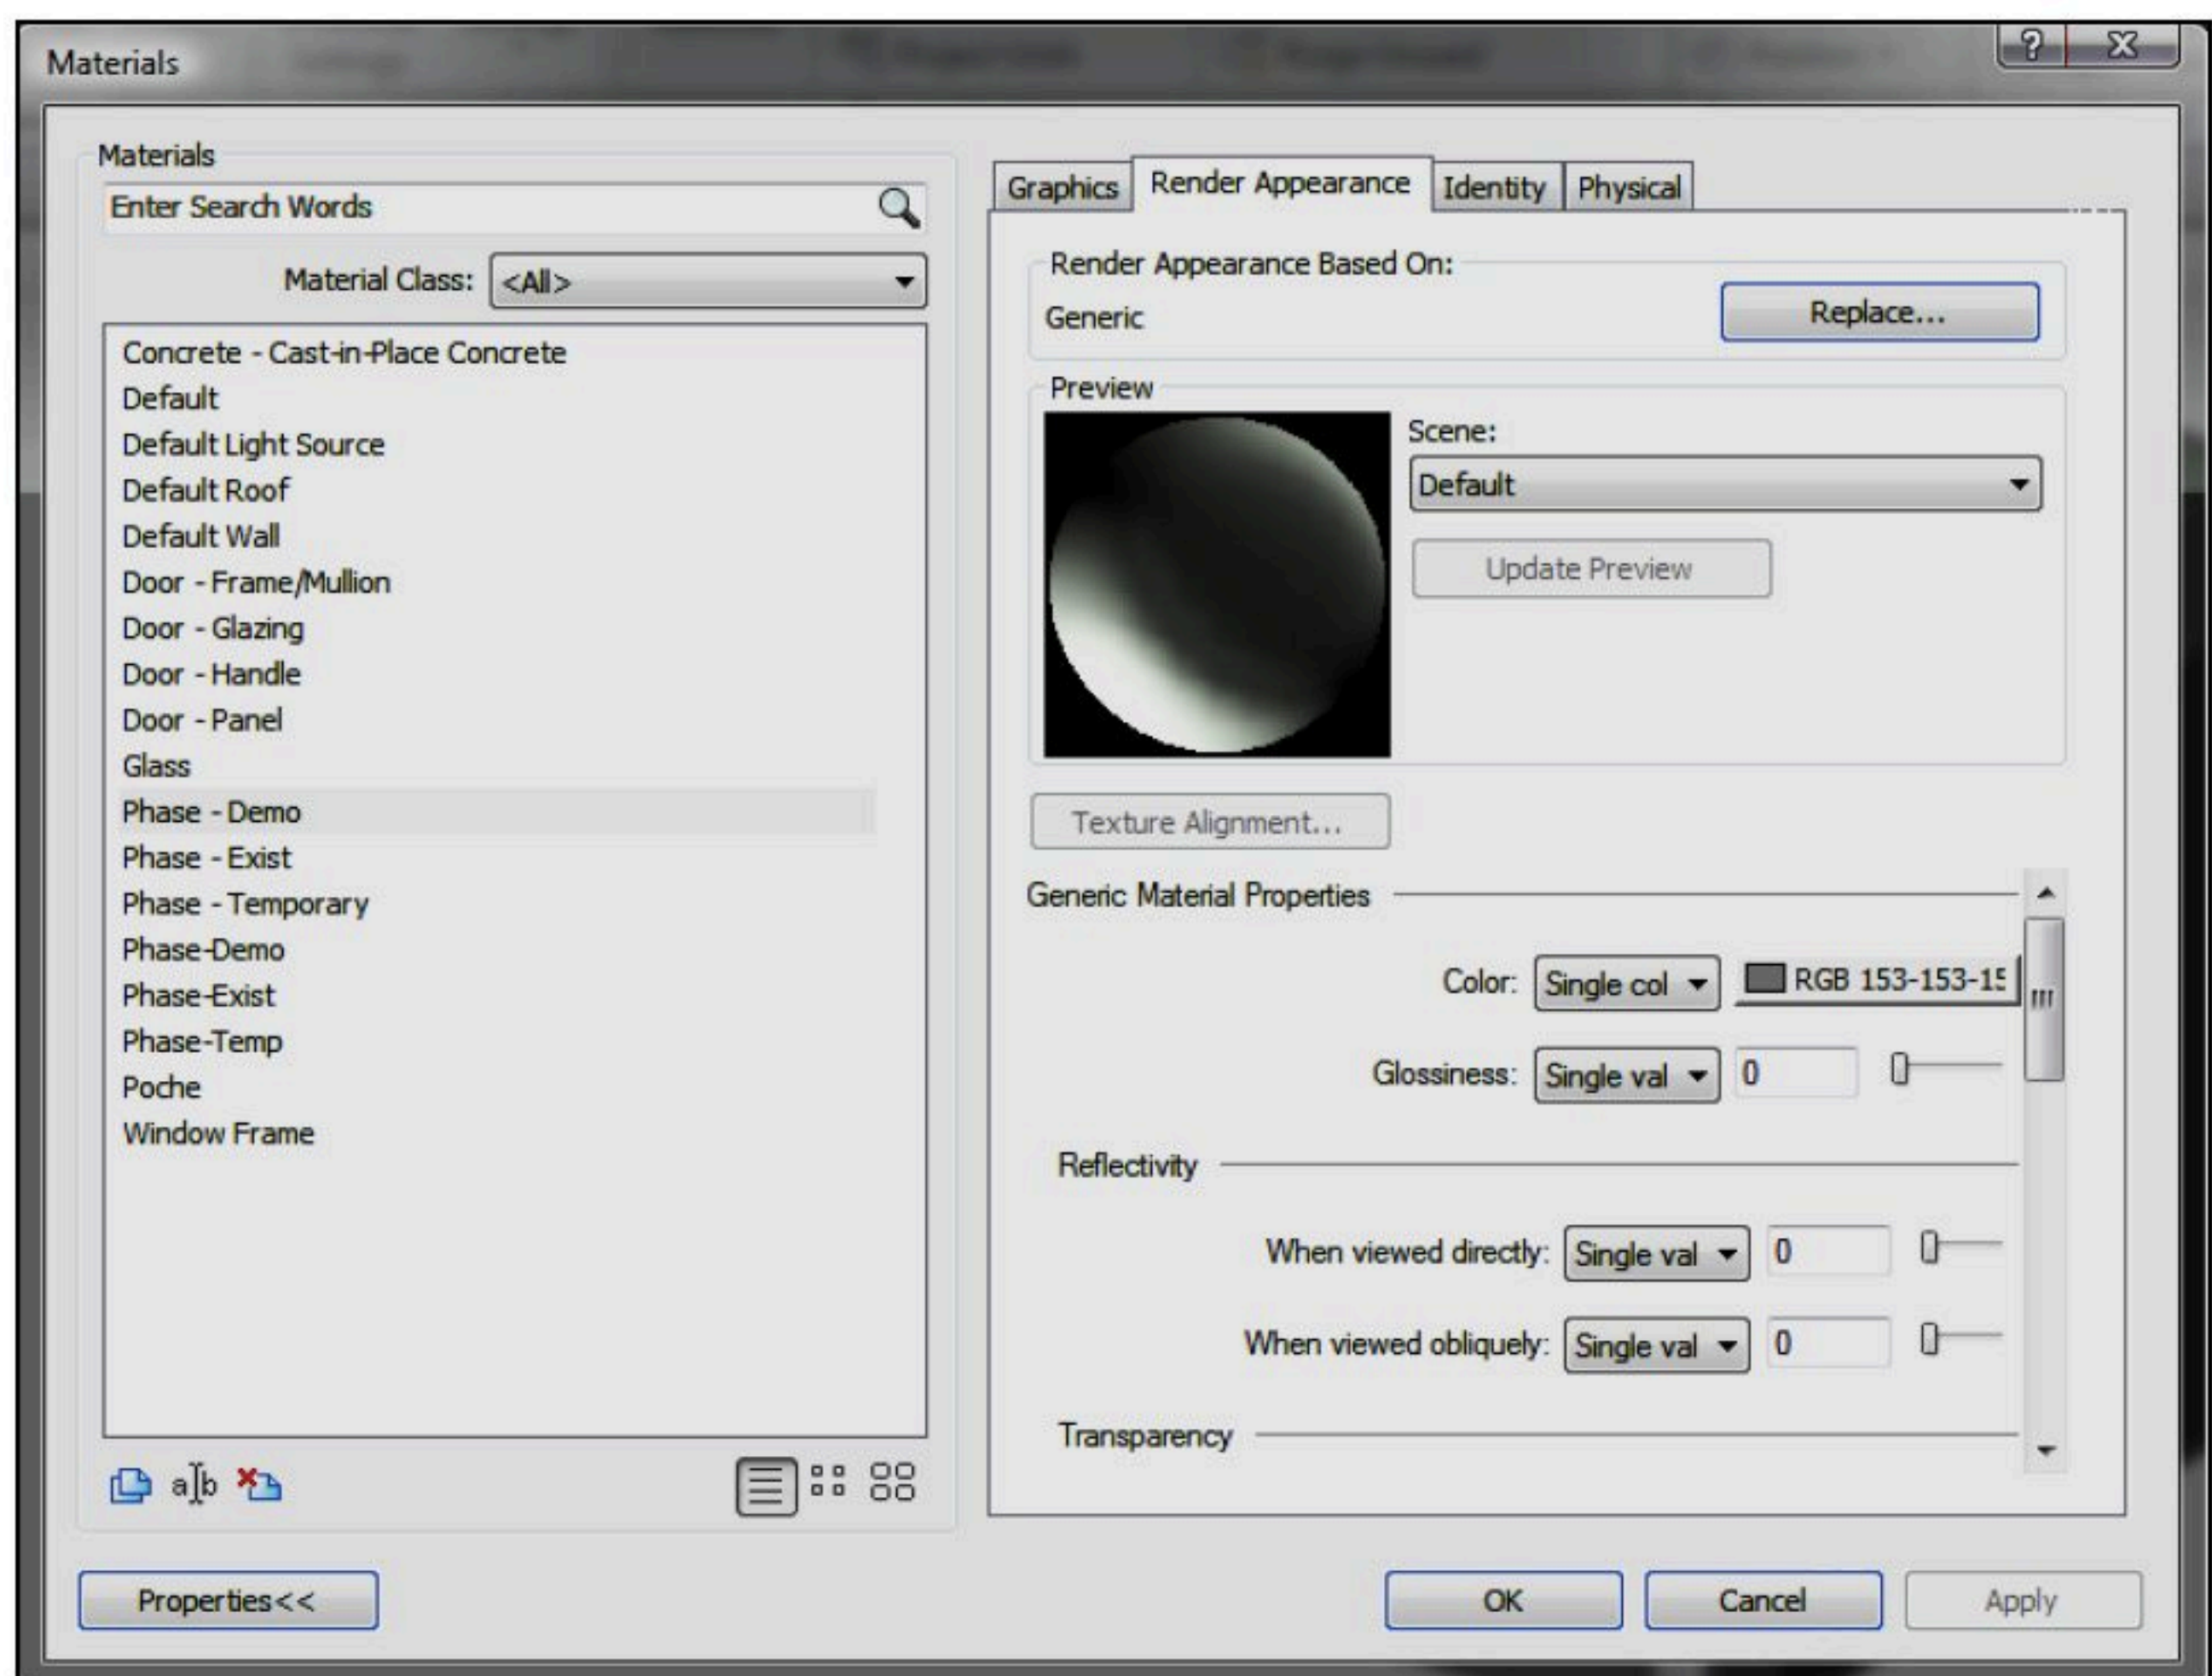 Materials
Materials
Enter Search Words
Material Class: <All>
Concrete - Cast-in-Place Concrete
Default
Default Light Source
Default Roof
Default Wall
Door - Frame/Mullion
Door - Glazing
Door - Handle
Door - Panel
Glass
Phase - Demo
Phase - Exist
Phase - Temporary
Phase-Demo
Phase-Exist
Phase-Temp
Poche
Window Frame
a b
Properties<<
Graphics Render Appearance Identity Physical
Render Appearance Based On:
Generic Replace...
Preview
Scene:
Default
Update Preview
Texture Alignment...
Generic Material Properties
Color: Single col RGB 153-153-15
Glossiness: Single val 0
Reflectivity
When viewed directly: Single val 0
When viewed obliquely: Single val 0
Transparency
OK Cancel Apply